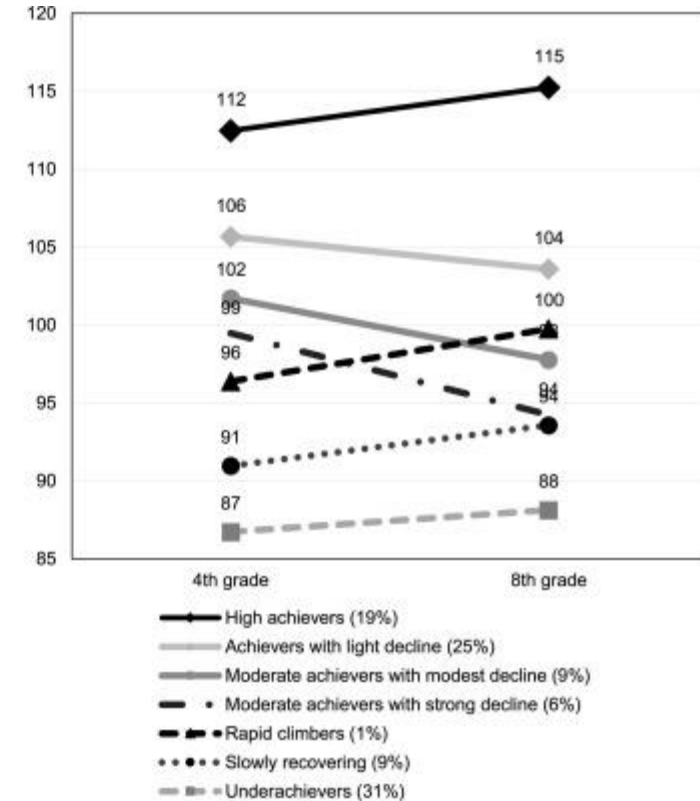 120
115
112
115
110
106
105
104
102
99
100
100
96
95
94
94
91
90
88
87
85
4th grade
8th grade
High achievers (19%)
Achievers with light decline (25%)
Moderate achievers with modest decline (9%)
Moderate achievers with strong decline (6%)
Rapid climbers (1%)
Slowly recovering (9%)
Underachievers (31%)